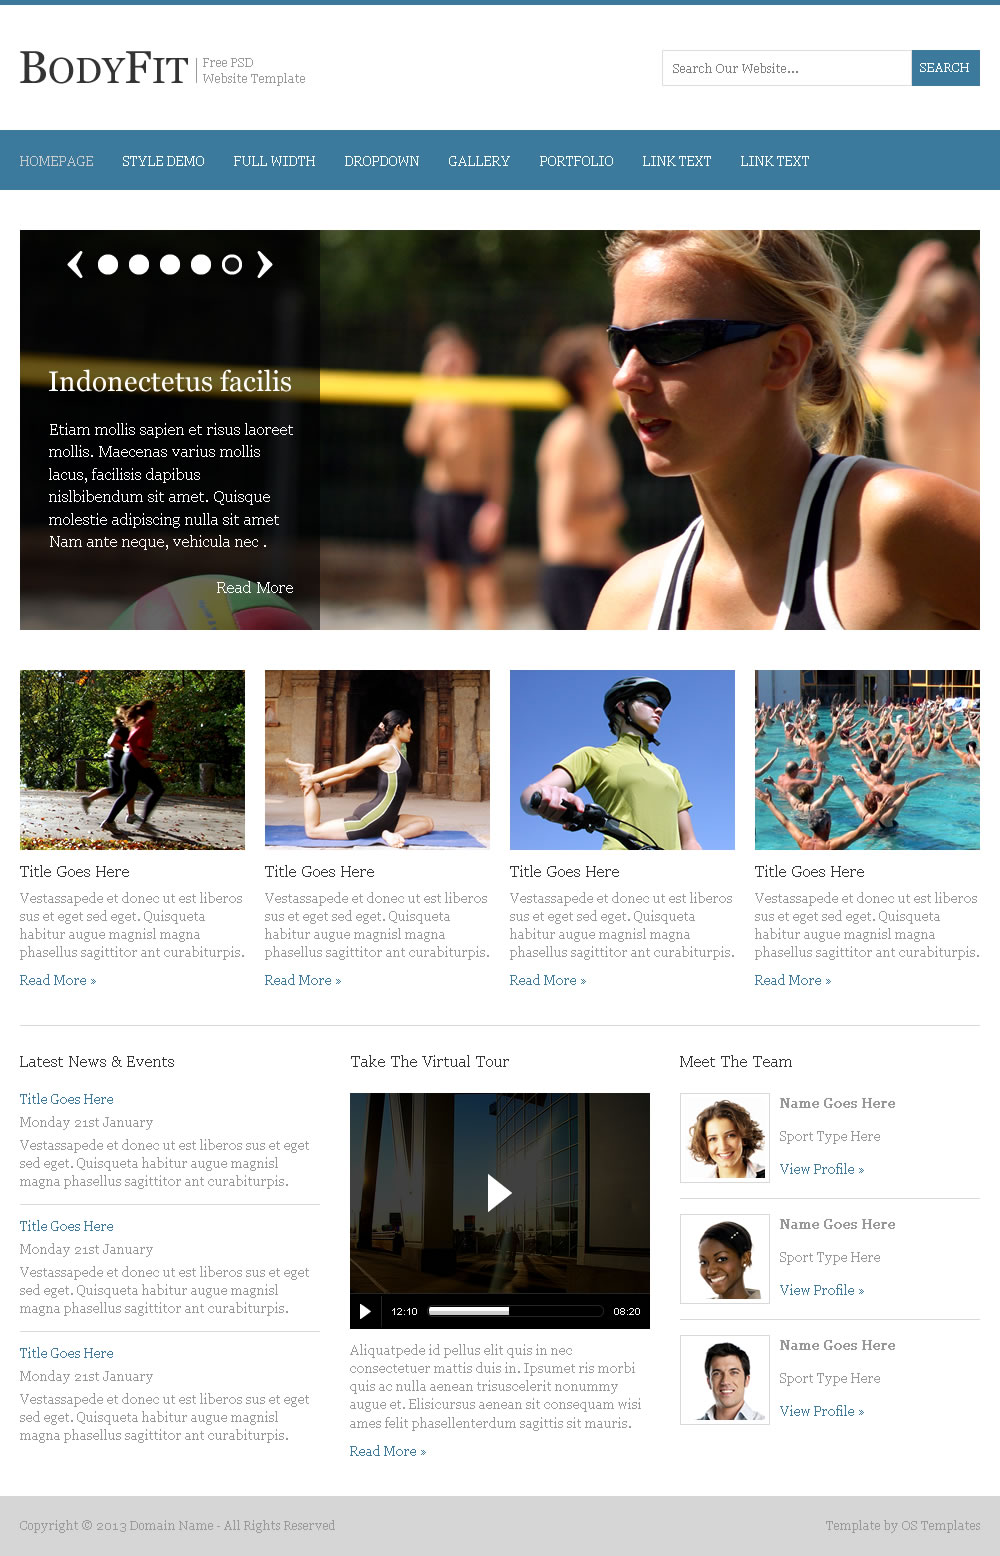 BODYFIT
Free PSD
Website Template
Search Our Website...
SEARCH
HOMEPAGE STYLE DEMO FULL WIDTH DROPDOWN GALLERY PORTFOLIO LINK TEXT LINK TEXT
Indonectetus facilis
Etiam mollis sapien et risus laoreet
mollis. Maecenas varius mollis
lacus, facilisis dapibus
nislbibendum sit amet. Quisque
molestie adipiscing nulla sit amet
Nam ante neque, vehicula nec .
Read More
Title Goes Here
Vestassapede et donec ut est liberos
sus et eget sed eget. Quisqueta
habitur augue magnisl magna
phasellus sagittitor ant curabiturpis.
Read More »
Title Goes Here
Vestassapede et donec ut est liberos
sus et eget sed eget. Quisqueta
habitur augue magnisl magna
phasellus sagittitor ant curabiturpis.
Read More »
Title Goes Here
Vestassapede et donec ut est liberos
sus et eget sed eget. Quisqueta
habitur augue magnisl magna
phasellus sagittitor ant curabiturpis.
Read More »
Title Goes Here
Vestassapede et donec ut est liberos
sus et eget sed eget. Quisqueta
habitur augue magnisl magna
phasellus sagittitor ant curabiturpis.
Read More »
Latest News & Events
Title Goes Here
Monday 21st January
Vestassapede et donec ut est liberos sus et eget
sed eget. Quisqueta habitur augue magnisl
magna phasellus sagittitor ant curabiturpis.
Title Goes Here
Monday 21st January
Vestassapede et donec ut est liberos sus et eget
sed eget. Quisqueta habitur augue magnisl
magna phasellus sagittitor ant curabiturpis.
Title Goes Here
Monday 21st January
Vestassapede et donec ut est liberos sus et eget
sed eget. Quisqueta habitur augue magnisl
magna phasellus sagittitor ant curabiturpis.
Take The Virtual Tour
12:10 08:20
Aliquatpede id pellus elit quis in nec
consectetuer mattis duis in. Ipsumet ris morbi
quis ac nulla aenean trisuscelerit nonummy
augue et. Elisicursus aenean sit consequam wisi
ames felit phasellenterdum sagittis sit mauris.
Read More »
Meet The Team
Name Goes Here
Sport Type Here
View Profile »
Name Goes Here
Sport Type Here
View Profile »
Name Goes Here
Sport Type Here
View Profile »
Copyright © 2013 Domain Name - All Rights Reserved
Template by OS Templates